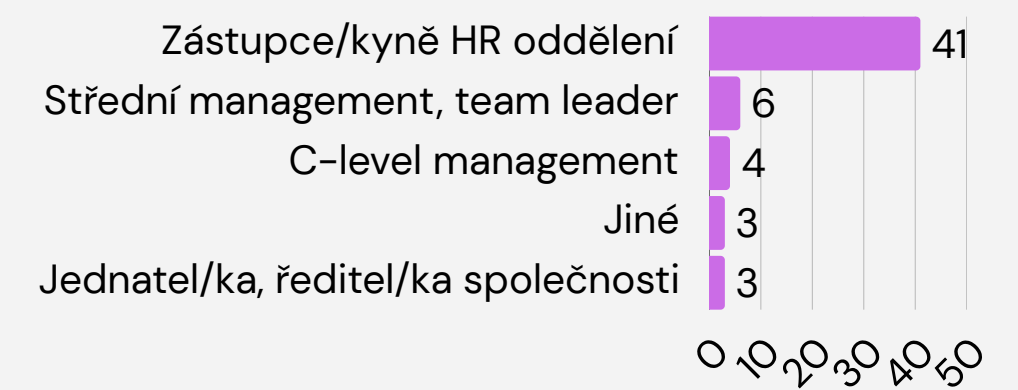 Zástupce/kyně HR oddělení 41
Střední management, team leader 6
C-level management 4
Jiné 3
Jednatel/ka, ředitel/ka společnosti 3
0 10 20 30 40 50